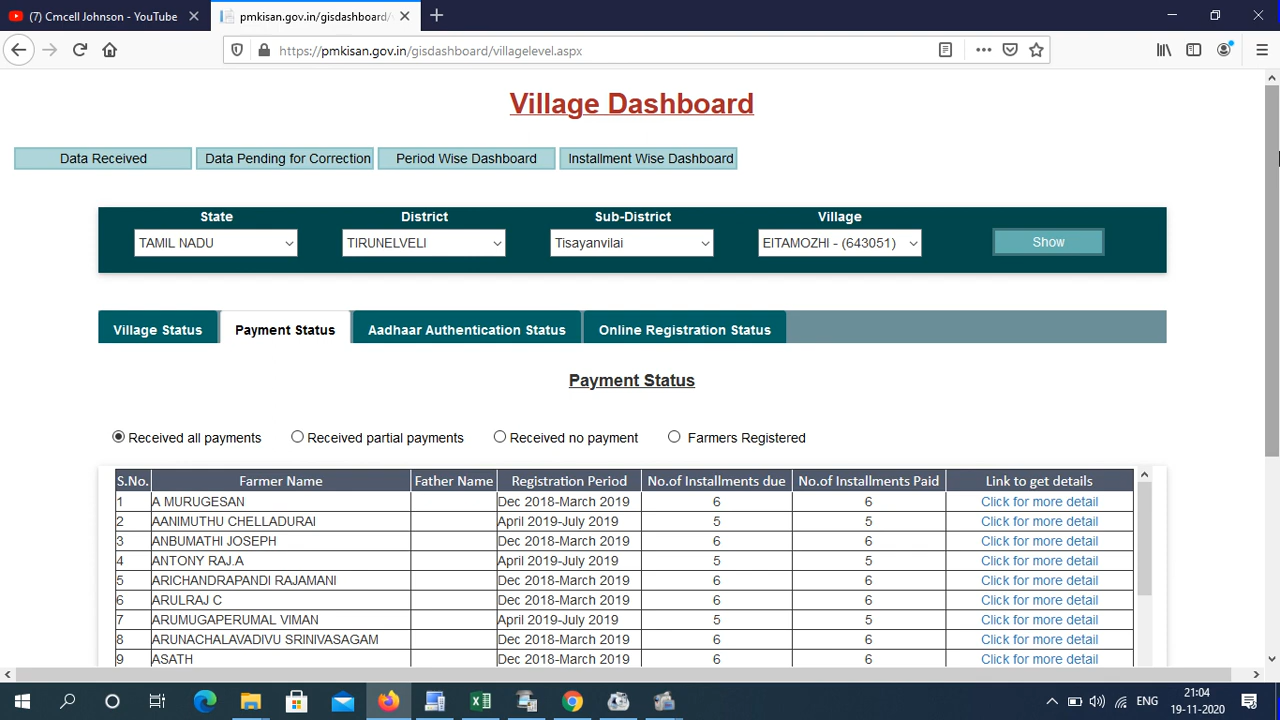 (7) Cmcell Johnson - YouTube
pmkisan.gov.in/gisdashboard/
https://pmkisan.gov.in/gisdashboard/villagelevel.aspx
Village Dashboard
Data Received Data Pending for Correction Period Wise Dashboard Installment Wise Dashboard
State District Sub-District Village
TAMIL NADU TIRUNELVELI Tisayanvilai EITAMOZHI - (643051) Show
Village Status Payment Status Aadhaar Authentication Status Online Registration Status
Payment Status
Received all payments Received partial payments Received no payment Farmers Registered
S.No. Farmer Name Father Name Registration Period No.of Installments due No.of Installments Paid Link to get details
1 A MURUGESAN Dec 2018-March 2019 6 6 Click for more detail
2 AANIMUTHU CHELLADURAI April 2019-July 2019 5 5 Click for more detail
3 ANBUMATHI JOSEPH Dec 2018-March 2019 6 6 Click for more detail
4 ANTONY RAJ.A April 2019-July 2019 5 5 Click for more detail
5 ARICHANDRAPANDI RAJAMANI Dec 2018-March 2019 6 6 Click for more detail
6 ARULRAJ C Dec 2018-March 2019 6 6 Click for more detail
7 ARUMUGAPERUMAL VIMAN April 2019-July 2019 5 5 Click for more detail
8 ARUNACHALAVADIVU SRINIVASAGAM Dec 2018-March 2019 6 6 Click for more detail
9 ASATH Dec 2018-March 2019 6 6 Click for more detail
ENG
21:04
19-11-2020